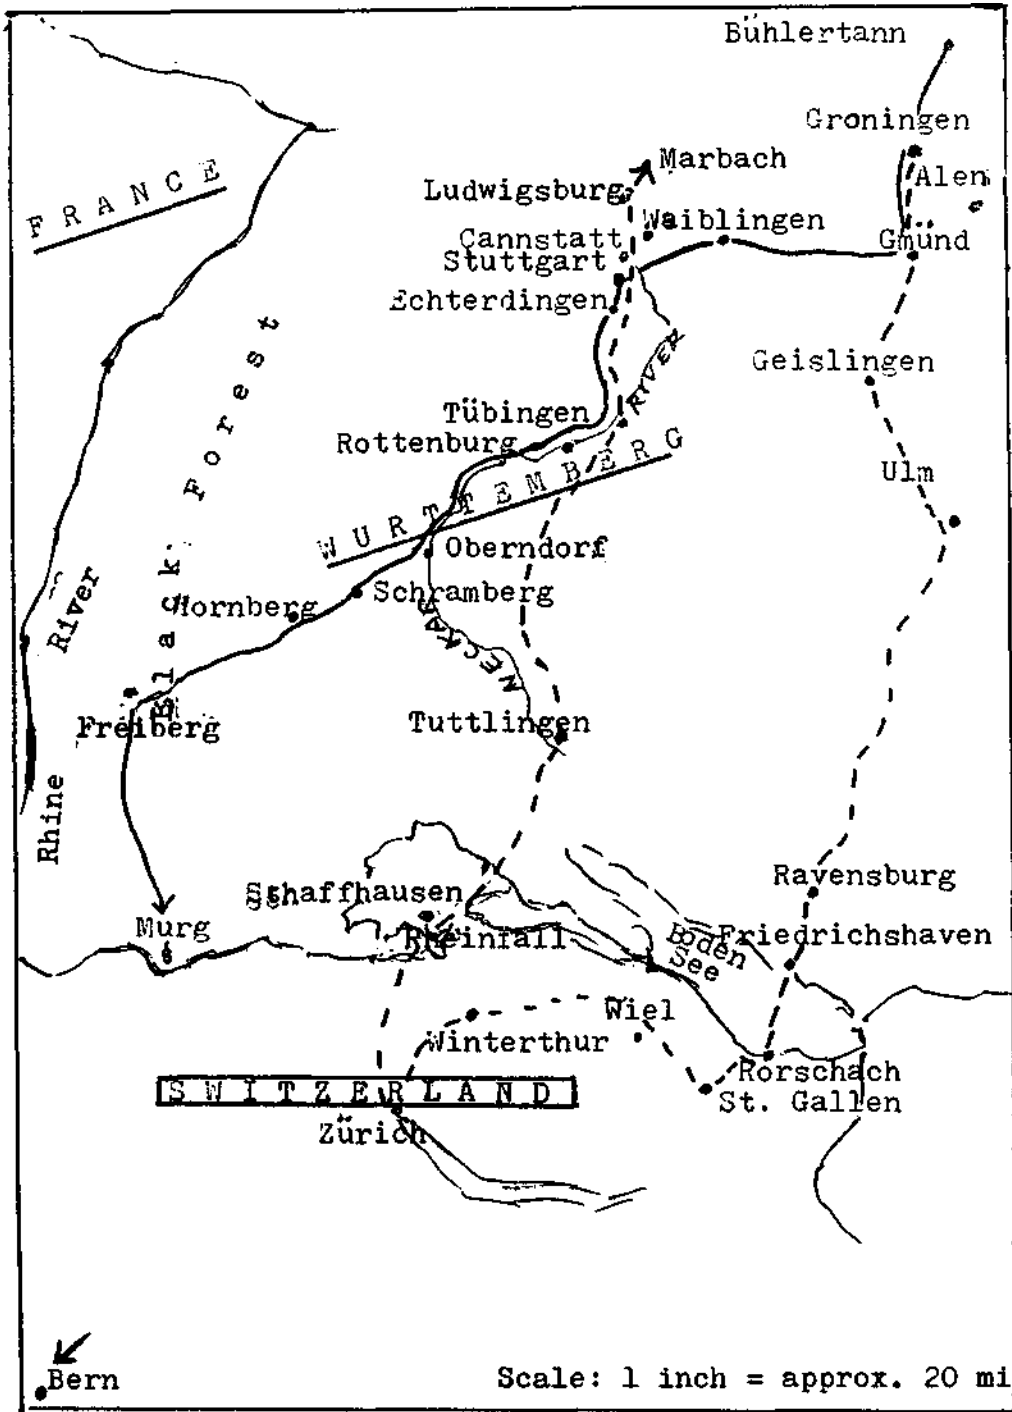 Bühlertann
Groningen
Marbach
Alen
Ludwigsburg
Waiblingen
Cannstatt
Gmünd
Stuttgart
Echterdingen
FRANCE
Black Forest
RIVER
Geislingen
Tübingen
Rottenburg
WURTTEMBERG
Ulm
Oberndorf
Schramberg
Hornberg
NECKAR
River
Freiberg
Tuttlingen
Rhine
Ravensburg
Schaffhausen
Murg
Rheinfall
Boden
See
Friedrichshaven
Wiel
Winterthur
Rorschach
SWITZERLAND
St. Gallen
Zürich
Bern
Scale: 1 inch = approx. 20 mi